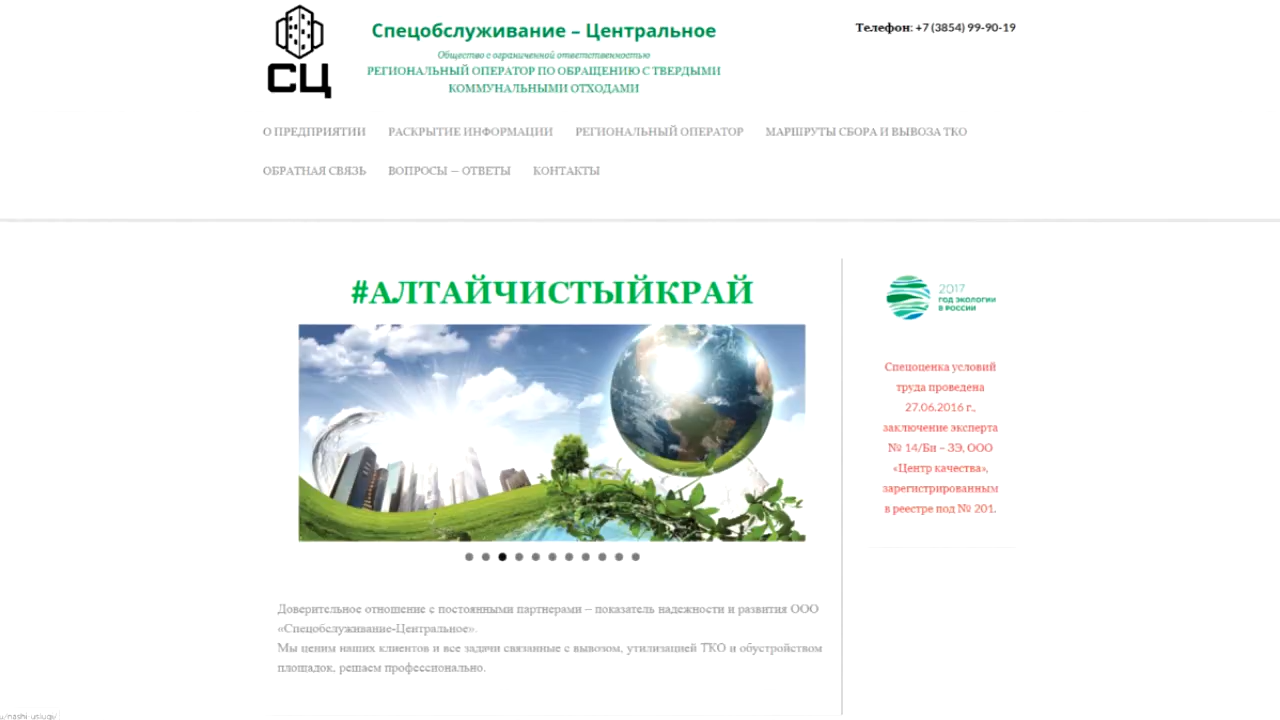 СЦ
Спецобслуживание – Центральное
Общество с ограниченной ответственностью
РЕГИОНАЛЬНЫЙ ОПЕРАТОР ПО ОБРАЩЕНИЮ С ТВЕРДЫМИ
КОММУНАЛЬНЫМИ ОТХОДАМИ
Телефон: +7 (3854) 99-90-19
О ПРЕДПРИЯТИИ РАСКРЫТИЕ ИНФОРМАЦИИ РЕГИОНАЛЬНЫЙ ОПЕРАТОР МАРШРУТЫ СБОРА И ВЫВОЗА ТКО
ОБРАТНАЯ СВЯЗЬ ВОПРОСЫ — ОТВЕТЫ КОНТАКТЫ
#АЛТАЙЧИСТЫЙКРАЙ
Доверительное отношение с постоянными партнерами – показатель надежности и развития ООО
«Спецобслуживание-Центральное».
Мы ценим наших клиентов и все задачи связанные с вывозом, утилизацией ТКО и обустройством
площадок, решаем профессионально.
2017
ГОД ЭКОЛОГИИ
В РОССИИ
Спецоценка условий
труда проведена
27.06.2016 г.,
заключение эксперта
№ 14/Би – ЗЭ, ООО
«Центр качества»,
зарегистрированным
в реестре под № 201.
u/nashi-uslugi/